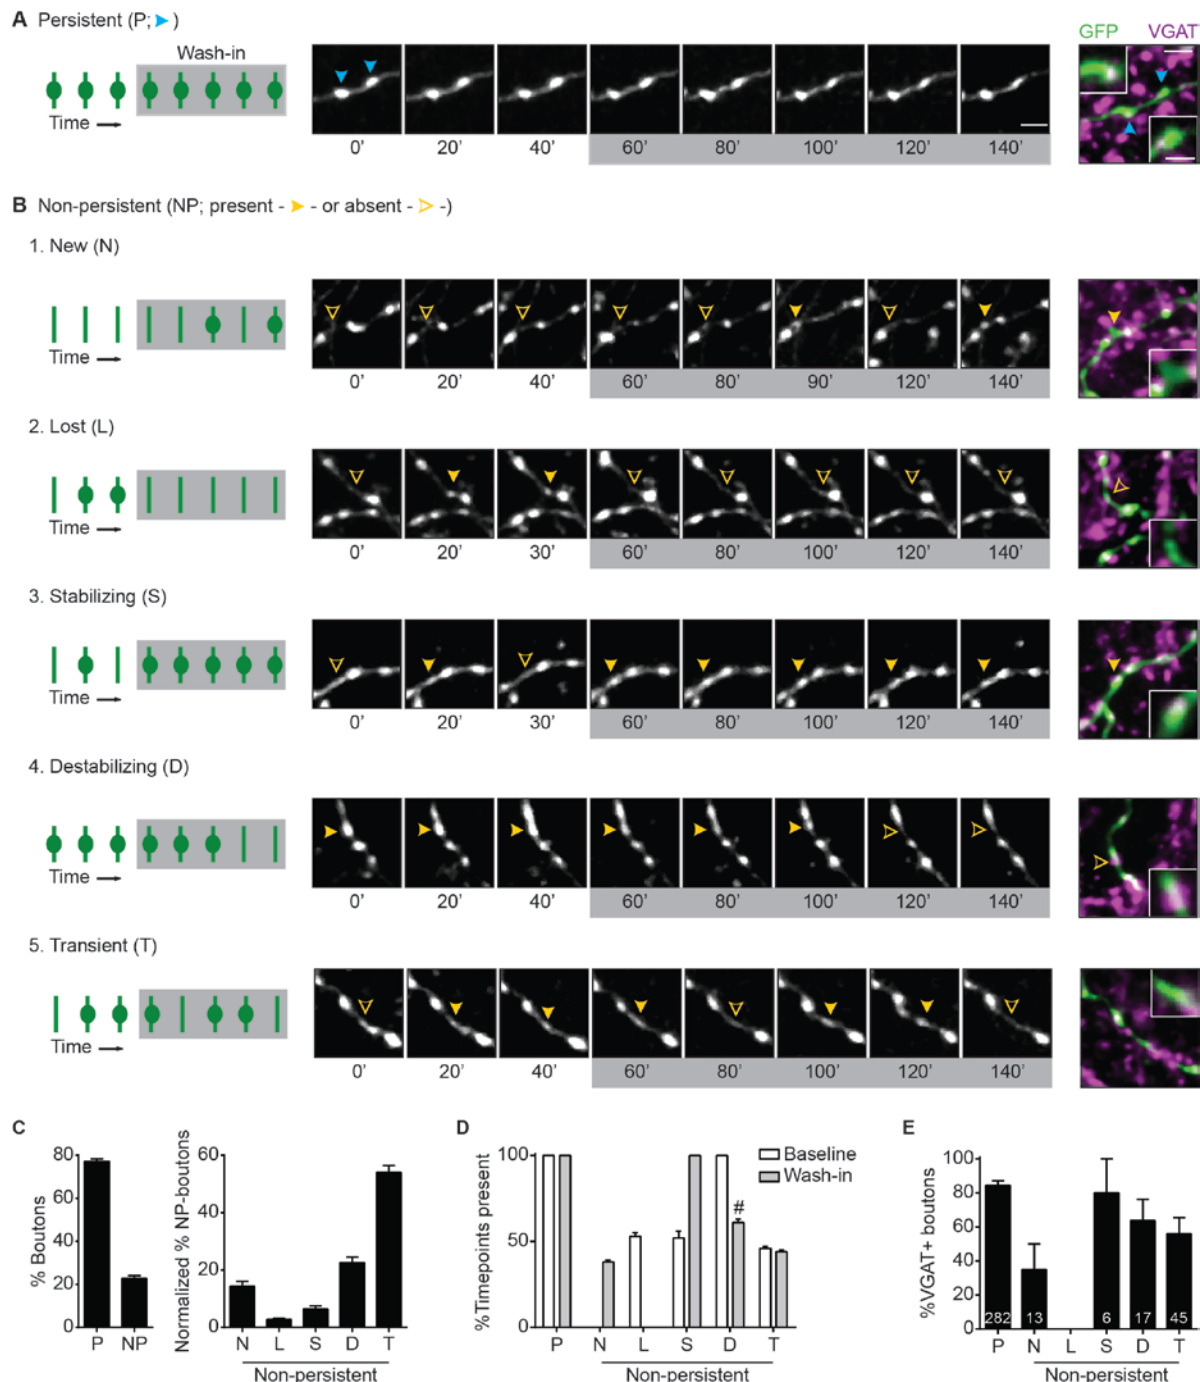 A Persistent (P; )
Wash-in
Time
0' 20' 40' 60' 80' 100' 120' 140'
GFP VGAT
B Non-persistent (NP; present - - or absent - -)
1. New (N)
Time
0' 20' 40' 60' 80' 90' 120' 140'
2. Lost (L)
Time
0' 20' 30' 60' 80' 100' 120' 140'
3. Stabilizing (S)
Time
0' 20' 30' 60' 80' 100' 120' 140'
4. Destabilizing (D)
Time
0' 20' 40' 60' 80' 100' 120' 140'
5. Transient (T)
Time
0' 20' 40' 60' 80' 100' 120' 140'
C
% Boutons
80
60
40
20
0
P NP
Normalized % NP-boutons
60
40
20
0
N L S D T
Non-persistent
D
%Timepoints present
100
50
0
Baseline
Wash-in
#
P N L S D T
Non-persistent
E
%VGAT+ boutons
100
80
60
40
20
0
282 13 6 17 45
P N L S D T
Non-persistent